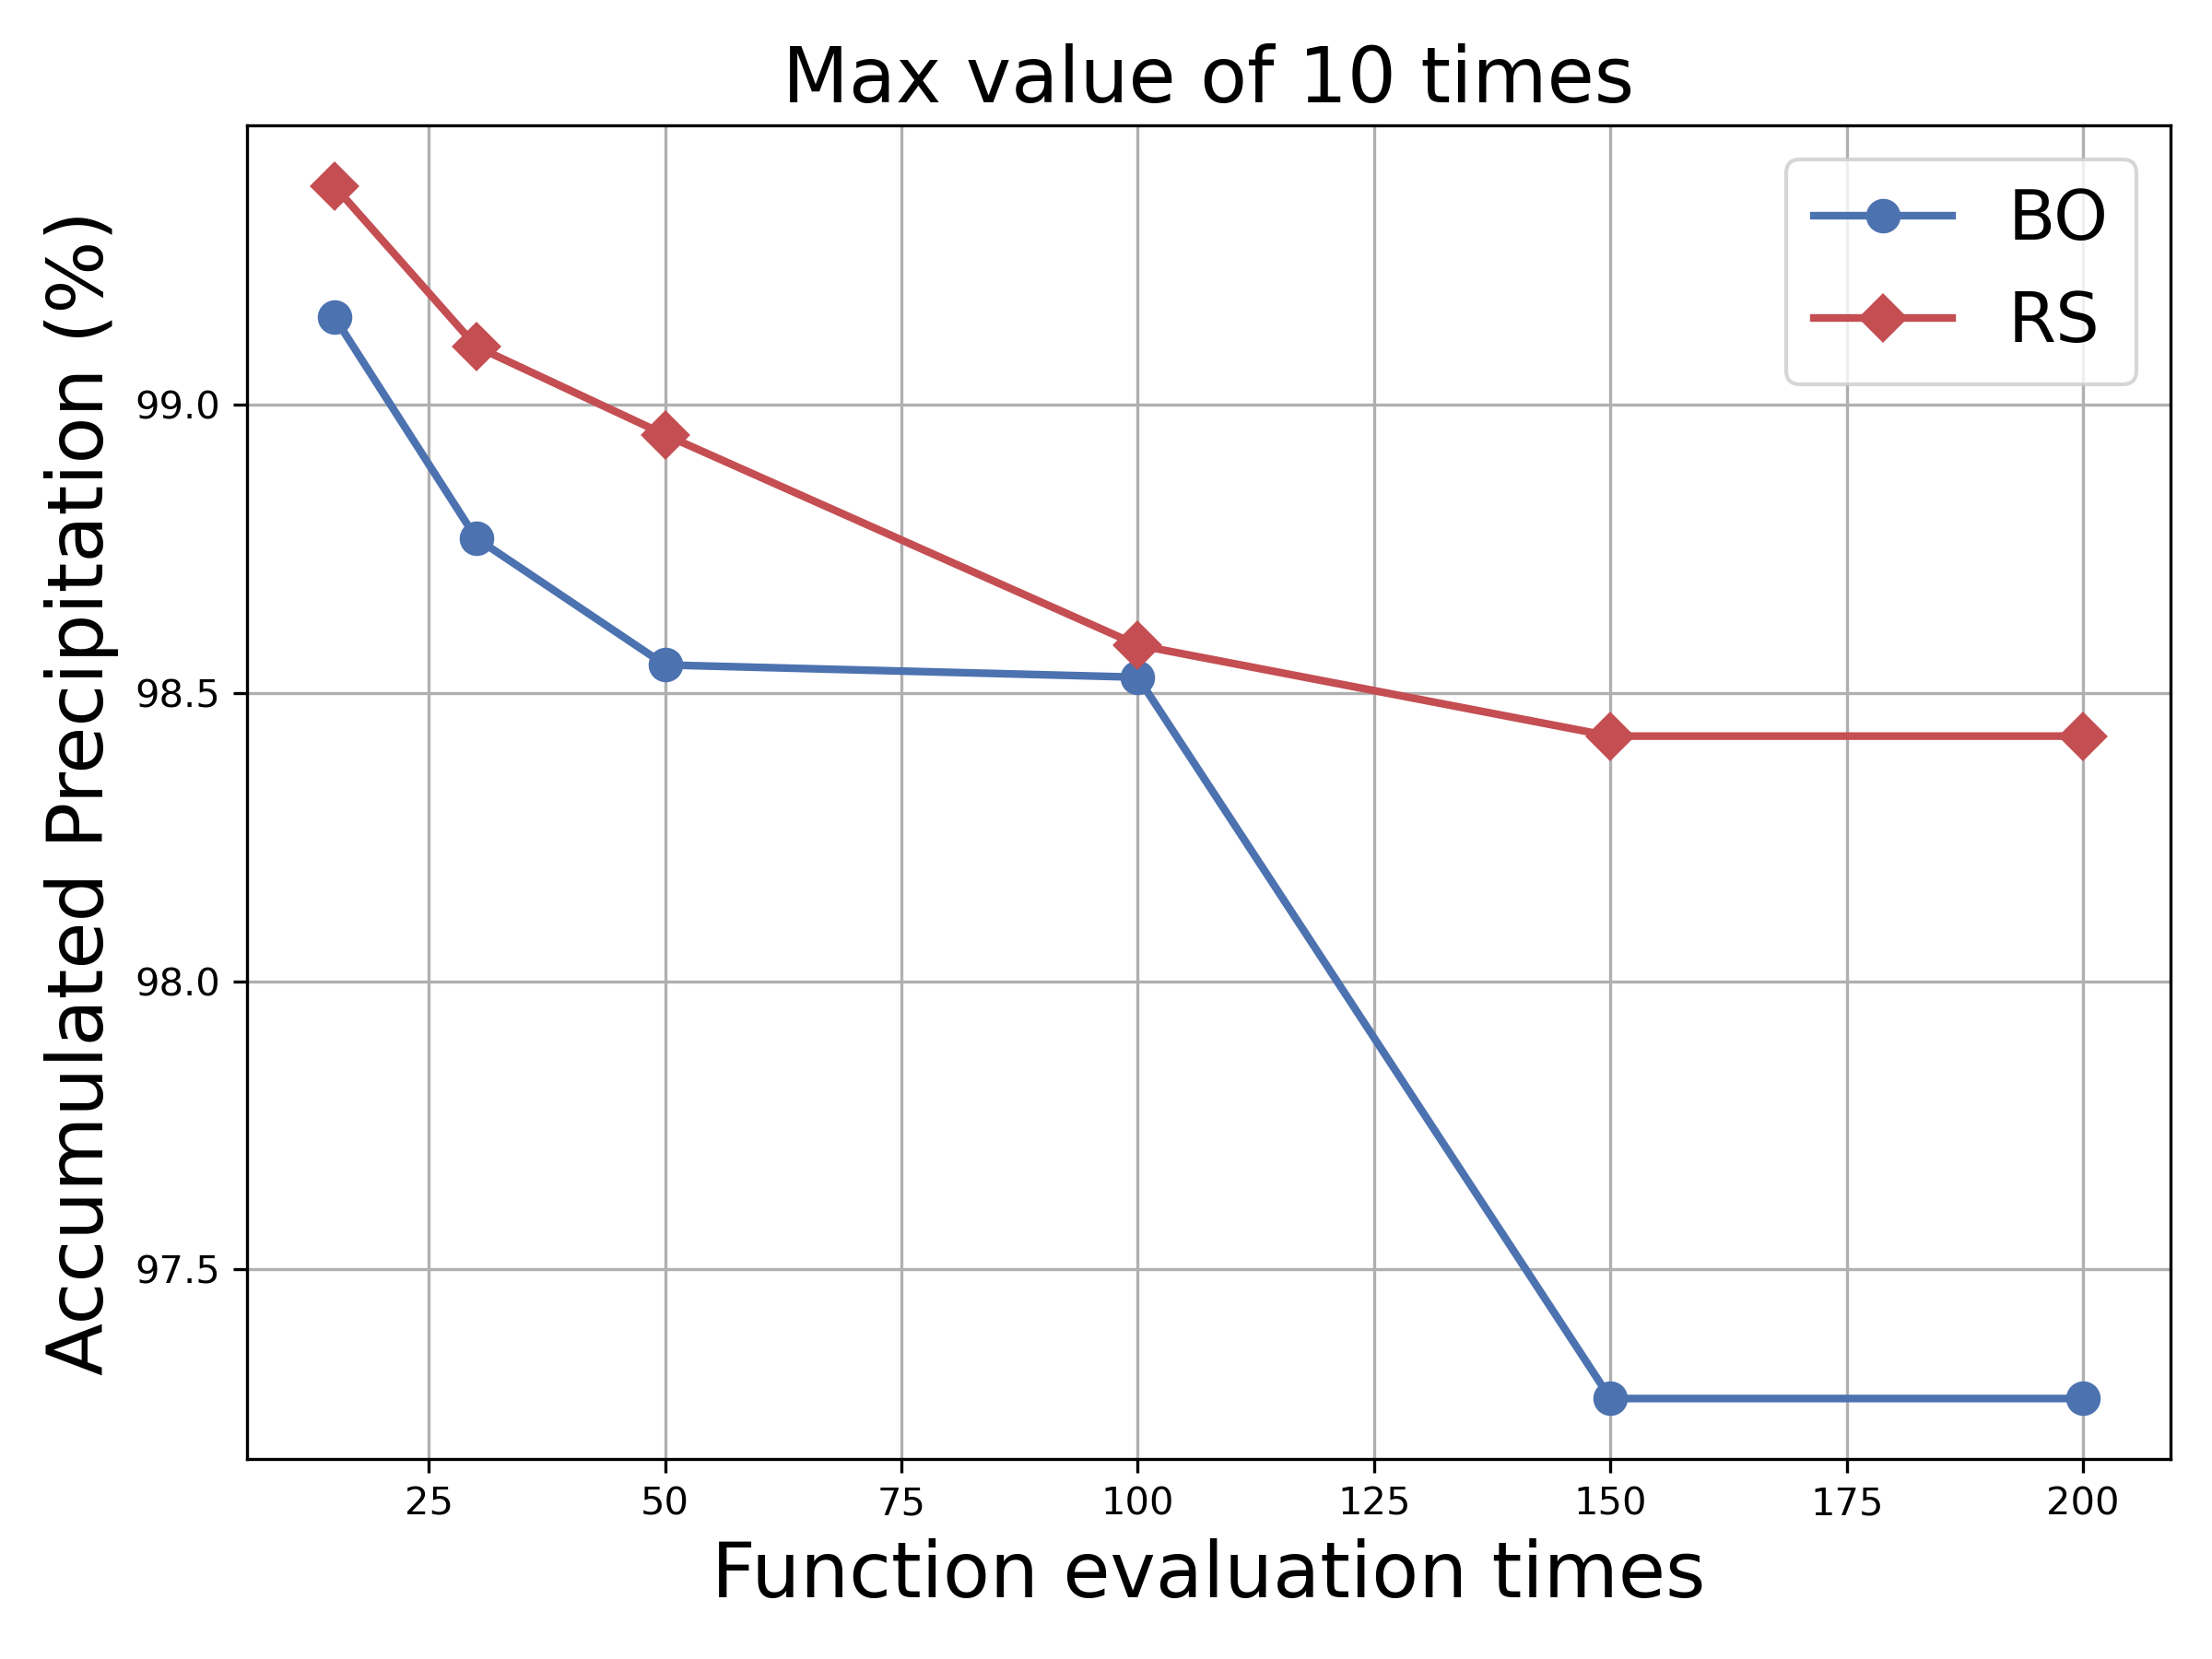 Max value of 10 times
BO
RS
Accumulated Precipitation (%)
99.0
98.5
98.0
97.5
25 50 75 100 125 150 175 200
Function evaluation times